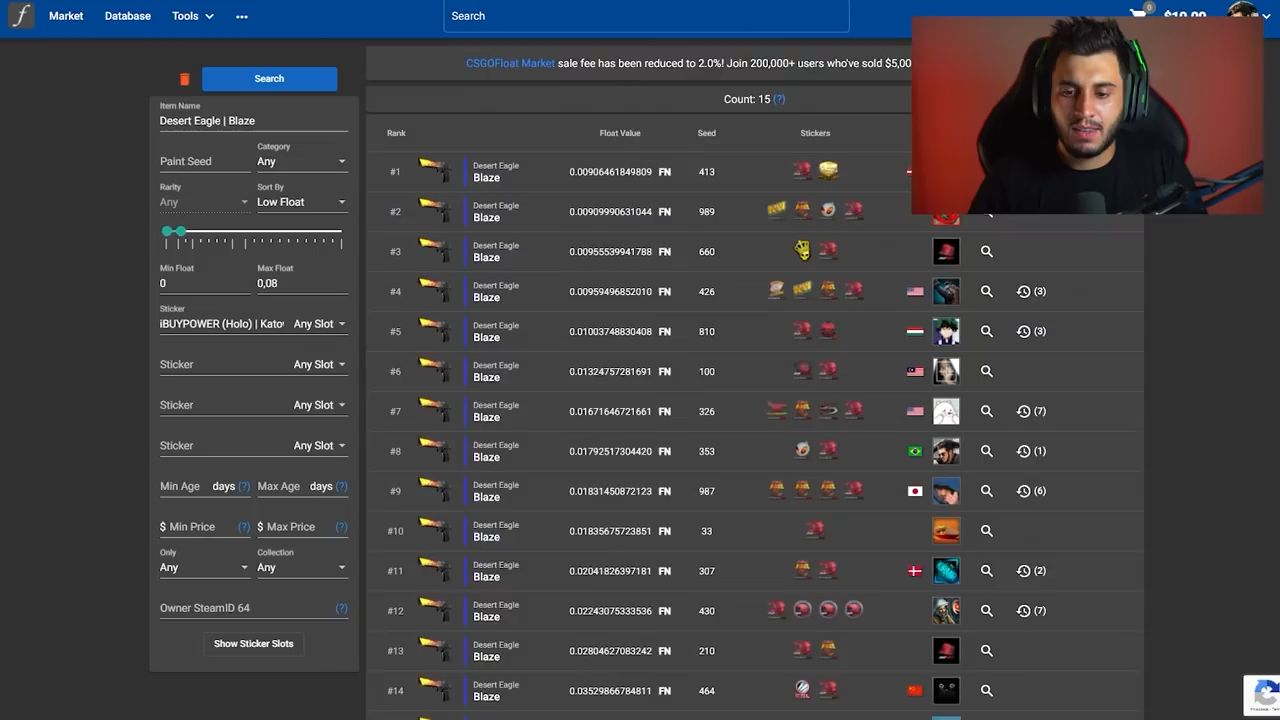 f Market Database Tools ••• Search 0 $10.00
Search
CSGOFloat Market sale fee has been reduced to 2.0%! Join 200,000+ users who've sold $5,00
Count: 15 (?)
Item Name
Desert Eagle | Blaze
Paint Seed
Category
Any
Rarity
Any
Sort By
Low Float
Min Float
0
Max Float
0,08
Sticker
iBUYPOWER (Holo) | Kato Any Slot
Sticker Any Slot
Sticker Any Slot
Sticker Any Slot
Min Age days (?) Max Age days (?)
$ Min Price (?) $ Max Price (?)
Only
Any
Collection
Any
Owner SteamID 64 (?)
Show Sticker Slots
Rank Float Value Seed Stickers
#1 Desert Eagle Blaze 0.00906461849809 FN 413
#2 Desert Eagle Blaze 0.00909990631044 FN 989
#3 Desert Eagle Blaze 0.00955539941788 FN 660
#4 Desert Eagle Blaze 0.00959496852010 FN 426 (3)
#5 Desert Eagle Blaze 0.01003748830408 FN 810 (3)
#6 Desert Eagle Blaze 0.01324757281691 FN 100
#7 Desert Eagle Blaze 0.01671646721661 FN 326 (7)
#8 Desert Eagle Blaze 0.01792517304420 FN 353 (1)
#9 Desert Eagle Blaze 0.01831450872123 FN 987 (6)
#10 Desert Eagle Blaze 0.01835675723851 FN 33
#11 Desert Eagle Blaze 0.02041826397181 FN 307 (2)
#12 Desert Eagle Blaze 0.02243075333536 FN 430 (7)
#13 Desert Eagle Blaze 0.02804627083242 FN 210
#14 Desert Eagle Blaze 0.03529866784811 FN 464